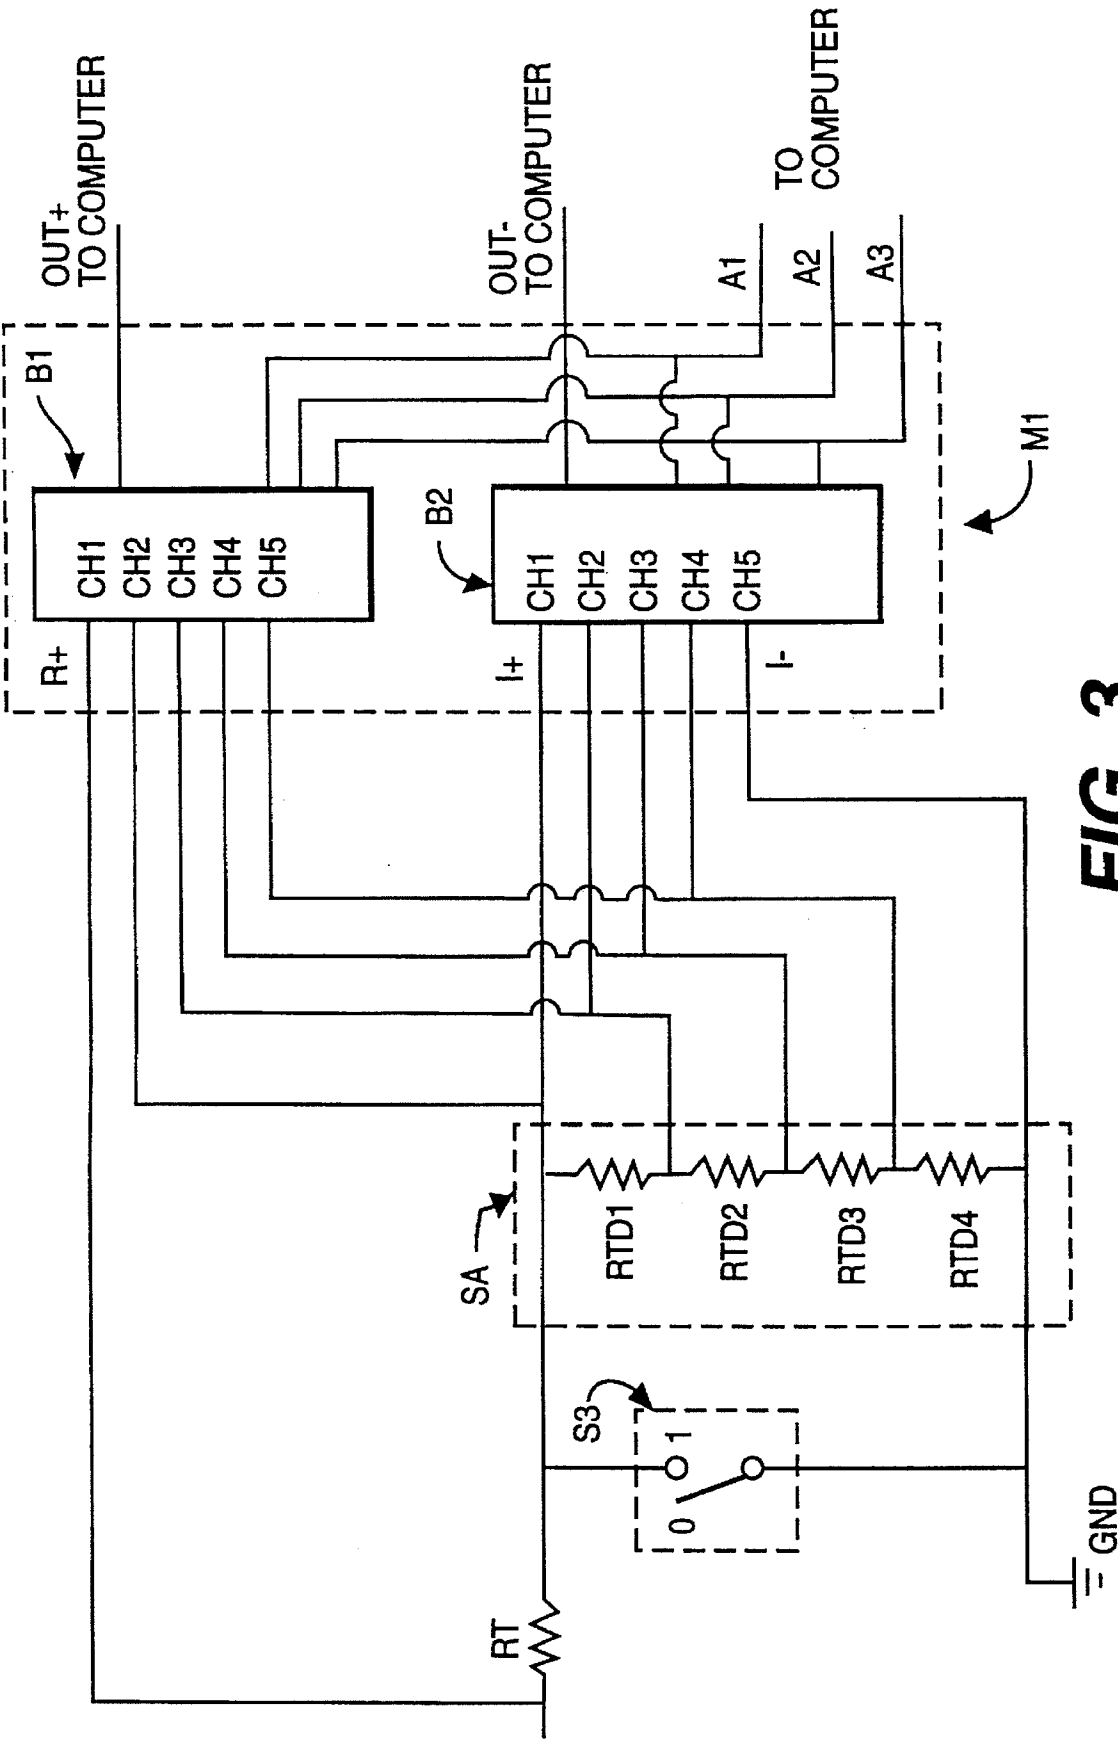 OUT+
TO COMPUTER
OUT-
TO COMPUTER
A1
A2
A3
TO
COMPUTER
B1
CH1
CH2
CH3
CH4
CH5
R+
B2
CH1
CH2
CH3
CH4
CH5
I+
I-
M1
SA
RTD1
RTD2
RTD3
RTD4
S3
0
1
RT
GND
FIG. 3